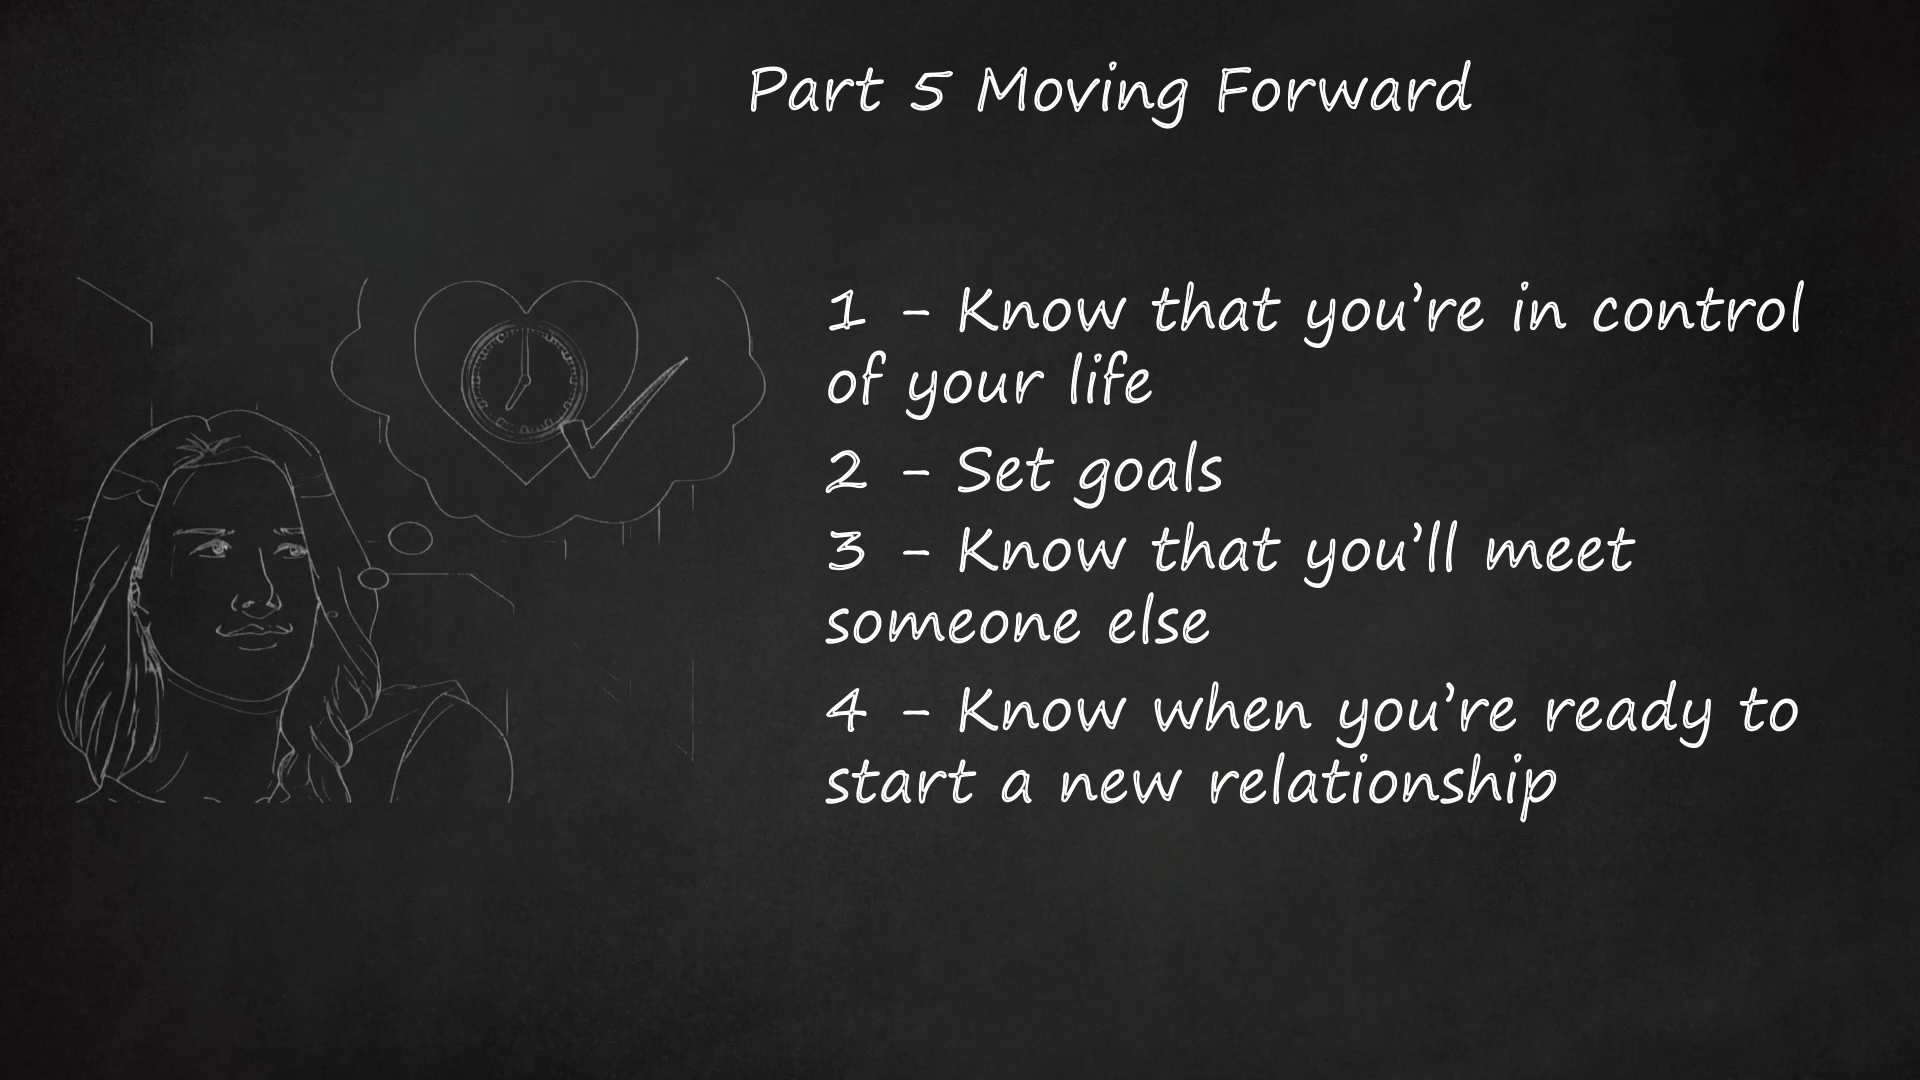 Part 5 Moving Forward
1 - Know that you’re in control
of your life
2 - Set goals
3 - Know that you’ll meet
someone else
4 - Know when you’re ready to
start a new relationship